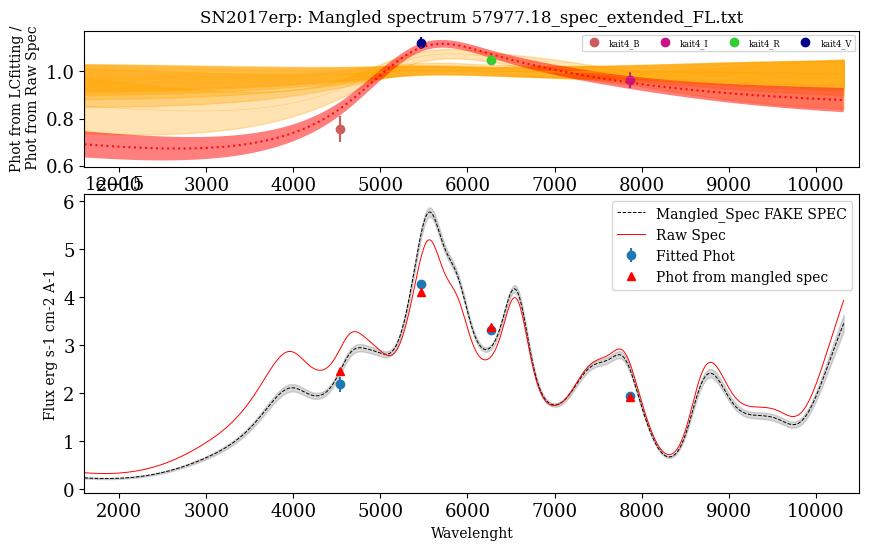 SN2017erp: Mangled spectrum 57977.18_spec_extended_FL.txt
Phot from LCfitting /
Phot from Raw Spec
1.0
0.8
0.6
kait4_B kait4_I kait4_R kait4_V
2000 3000 4000 5000 6000 7000 8000 9000 10000
1e−15
Flux erg s-1 cm-2 A-1
6
5
4
3
2
1
0
Mangled_Spec FAKE SPEC
Raw Spec
Fitted Phot
Phot from mangled spec
2000 3000 4000 5000 6000 7000 8000 9000 10000
Wavelenght